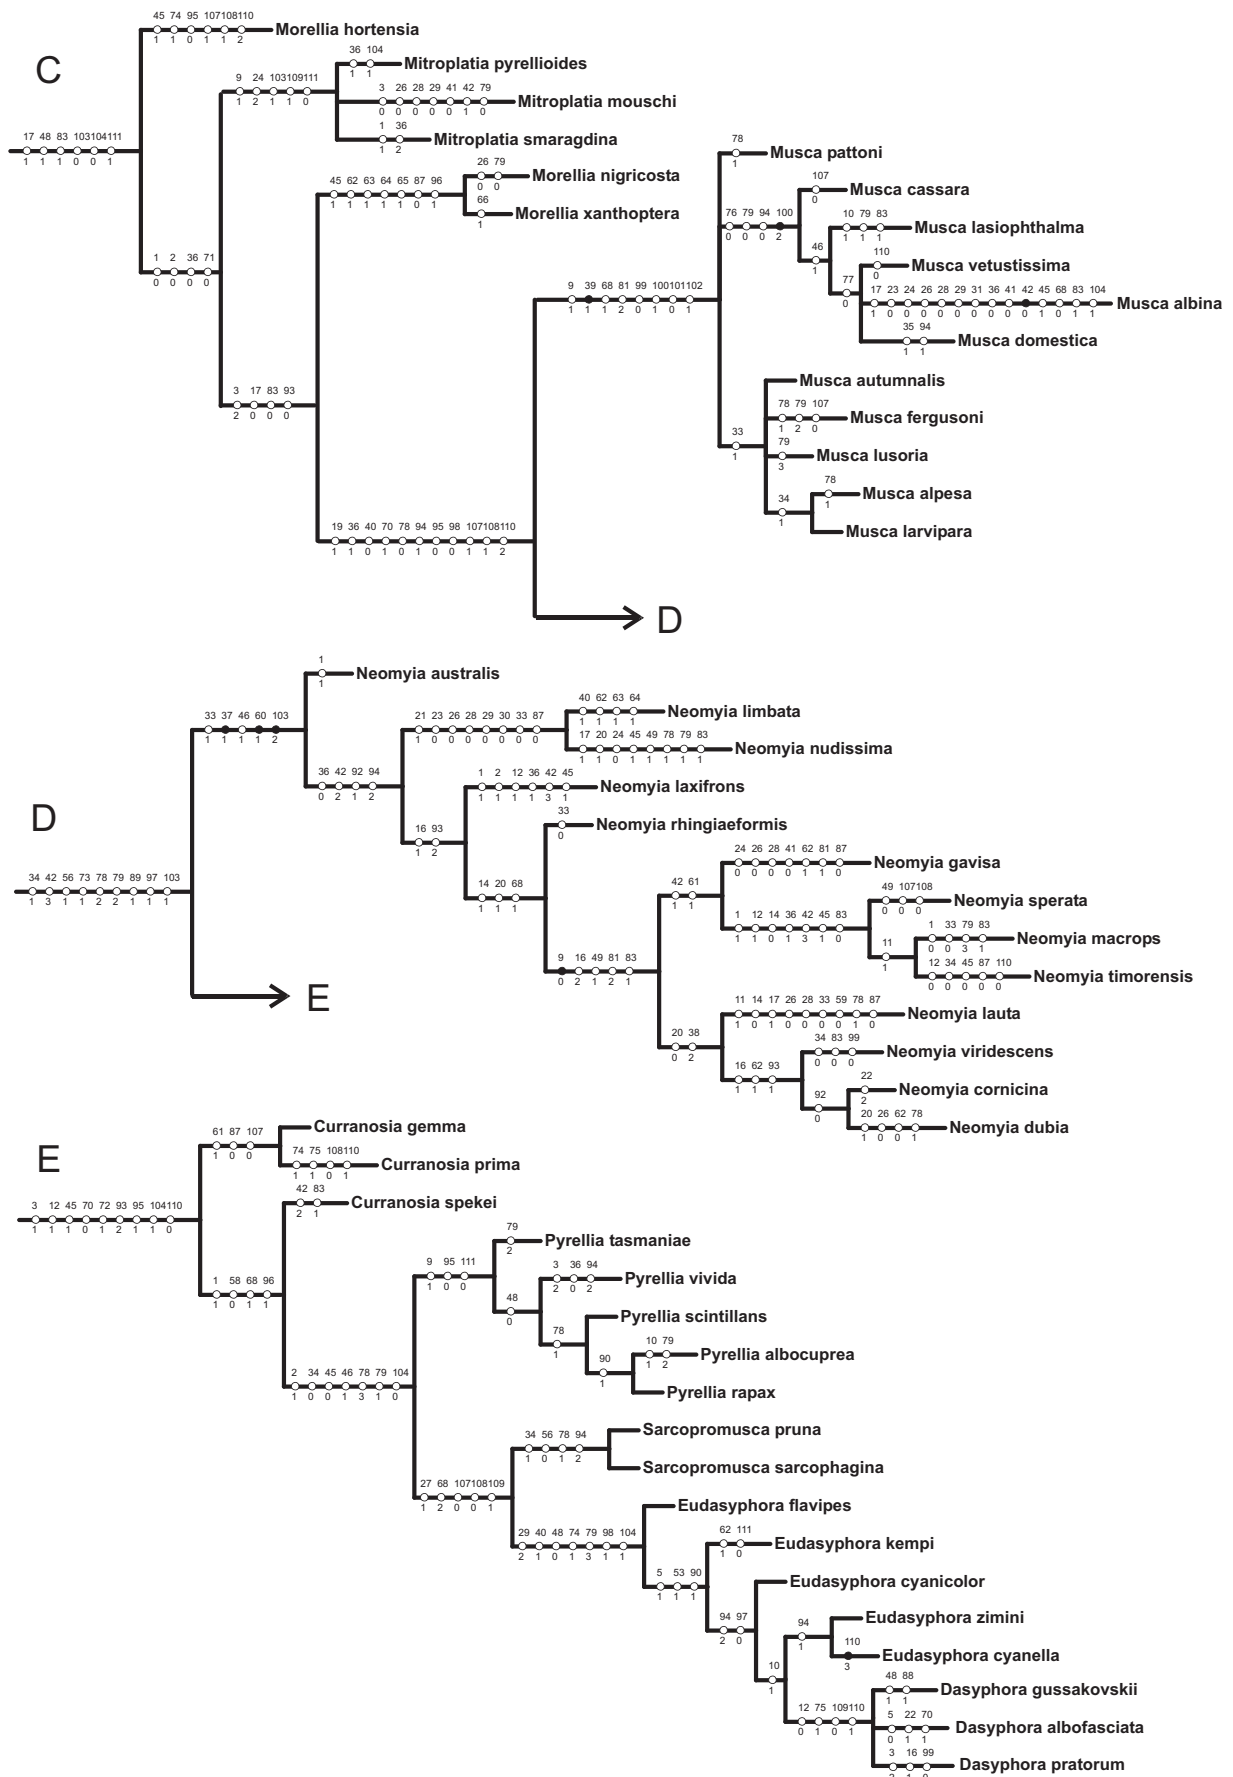 45 74 95 107108110
Morellia hortensia
1 1 0 1 1 2
C
36 104
Mitroplatia pyrellioides
1 1
9 24 103109111
1 2 1 1 0
3 26 28 29 41 42 79
Mitroplatia mouschi
0 0 0 0 0 1 0
1 36
Mitroplatia smaragdina
1 2
17 48 83 103104111
1 1 1 0 0 1
78
Musca pattoni
1
26 79
Morellia nigricosta
0 0
45 62 63 64 65 87 96
1 1 1 1 1 0 1
66
Morellia xanthoptera
1
107
Musca cassara
0
76 79 94 100
0 0 0 2
10 79 83
Musca lasiophthalma
1 1 1
46
1
110
Musca vetustissima
0
1 2 36 71
0 0 0 0
77
0
17 23 24 26 28 29 31 36 41 42 45 68 83 104
Musca albina
1 0 0 0 0 0 0 0 0 0 1 0 1 1
9 39 68 81 99 100101102
1 1 1 2 0 1 0 1
35 94
Musca domestica
1 1
Musca autumnalis
3 17 83 93
2 0 0 0
78 79 107
Musca fergusoni
1 2 0
33
1
79
Musca lusoria
3
78
Musca alpesa
1
34
1
Musca larvipara
19 36 40 70 78 94 95 98 107108110
1 1 0 1 0 1 0 0 1 1 2
D
1
Neomyia australis
1
40 62 63 64
Neomyia limbata
1 1 1 1
33 37 46 60 103
1 1 1 1 2
21 23 26 28 29 30 33 87
1 0 0 0 0 0 0 0
17 20 24 45 49 78 79 83
Neomyia nudissima
1 1 0 1 1 1 1 1
36 42 92 94
0 2 1 2
1 2 12 36 42 45
Neomyia laxifrons
1 1 1 1 3 1
D
33
Neomyia rhingiaeformis
0
16 93
1 2
24 26 28 41 62 81 87
Neomyia gavisa
0 0 0 0 1 1 0
34 42 56 73 78 79 89 97 103
1 3 1 1 2 2 1 1 1
14 20 68
1 1 1
42 61
1 1
49 107108
Neomyia sperata
0 0 0
1 12 14 36 42 45 83
1 1 0 1 3 1 0
1 33 79 83
Neomyia macrops
0 0 3 1
11
1
9 16 49 81 83
0 2 1 2 1
12 34 45 87 110
Neomyia timorensis
0 0 0 0 0
E
11 14 17 26 28 33 59 78 87
Neomyia lauta
1 0 1 0 0 0 0 1 0
20 38
0 2
34 83 99
Neomyia viridescens
0 0 0
16 62 93
1 1 1
22
Neomyia cornicina
2
92
0
20 26 62 78
Neomyia dubia
1 0 0 1
Curranosia gemma
61 87 107
1 0 0
E
74 75 108110
Curranosia prima
1 1 0 1
42 83
Curranosia spekei
2 1
3 12 45 70 72 93 95 104110
1 1 1 0 1 2 1 1 0
79
Pyrellia tasmaniae
2
9 95 111
1 0 0
3 36 94
Pyrellia vivida
2 0 2
1 58 68 96
1 0 1 1
48
0
Pyrellia scintillans
78
1
10 79
Pyrellia albocuprea
1 2
90
1
2 34 45 46 78 79 104
1 0 0 1 3 1 0
Pyrellia rapax
Sarcopromusca pruna
34 56 78 94
1 0 1 2
Sarcopromusca sarcophagina
27 68 107108109
1 2 0 0 1
Eudasyphora flavipes
29 40 48 74 79 98 104
2 1 0 1 3 1 1
62 111
Eudasyphora kempi
1 0
5 53 90
1 1 1
Eudasyphora cyanicolor
94 97
2 0
Eudasyphora zimini
94
1
110
Eudasyphora cyanella
3
10
1
48 88
Dasyphora gussakovskii
1 1
12 75 109110
0 1 0 1
5 22 70
Dasyphora albofasciata
0 1 1
3 16 99
Dasyphora pratorum